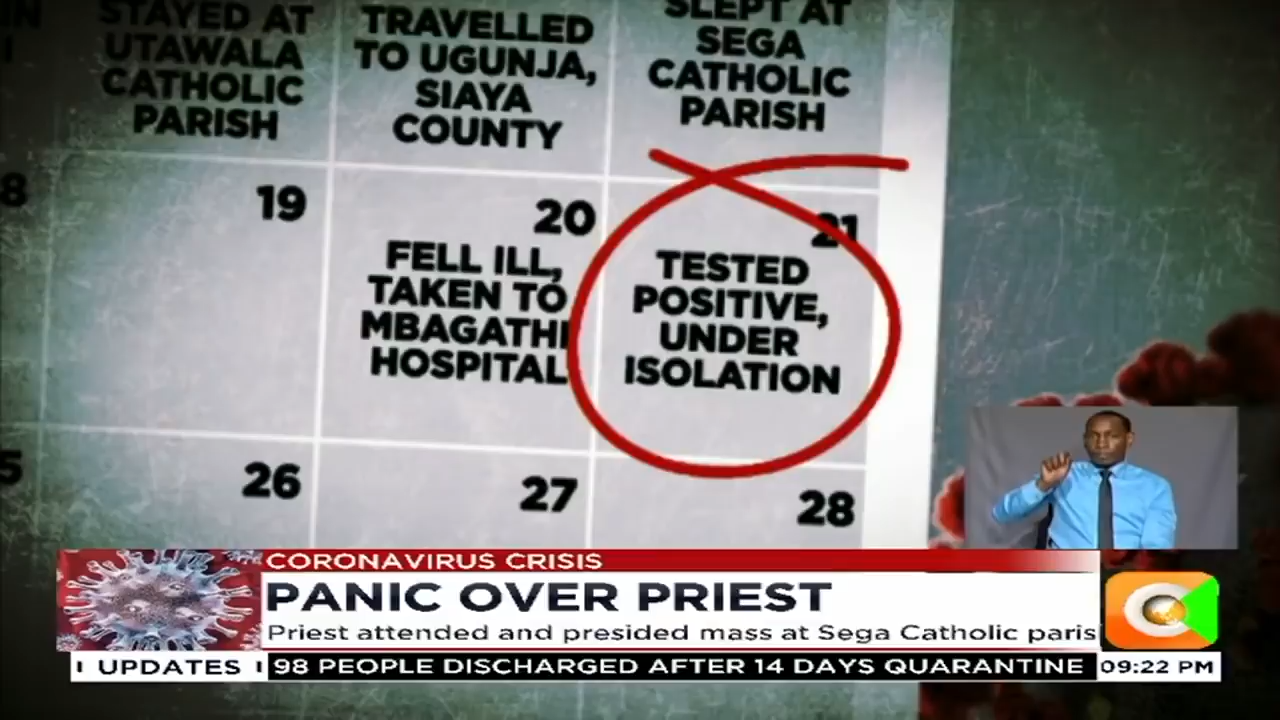 STAYED AT
UTAWALA
CATHOLIC
PARISH
TRAVELLED
TO UGUNJA,
SIAYA
COUNTY
SLEPT AT
SEGA
CATHOLIC
PARISH
19
20
FELL ILL,
TAKEN TO
MBAGATHI
HOSPITAL
21
TESTED
POSITIVE,
UNDER
ISOLATION
26
27
28
CORONAVIRUS CRISIS
PANIC OVER PRIEST
Priest attended and presided mass at Sega Catholic paris
UPDATES
98 PEOPLE DISCHARGED AFTER 14 DAYS QUARANTINE
09:22 PM